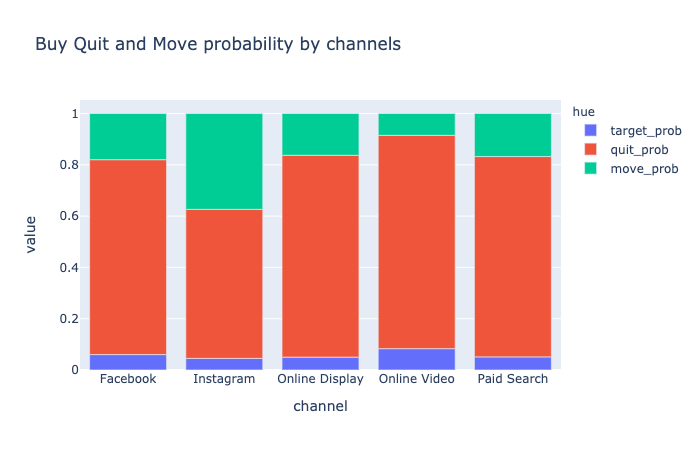 Buy Quit and Move probability by channels
hue
target_prob
quit_prob
move_prob
1
0.8
0.6
0.4
0.2
0
value
Facebook
Instagram
Online Display
Online Video
Paid Search
channel